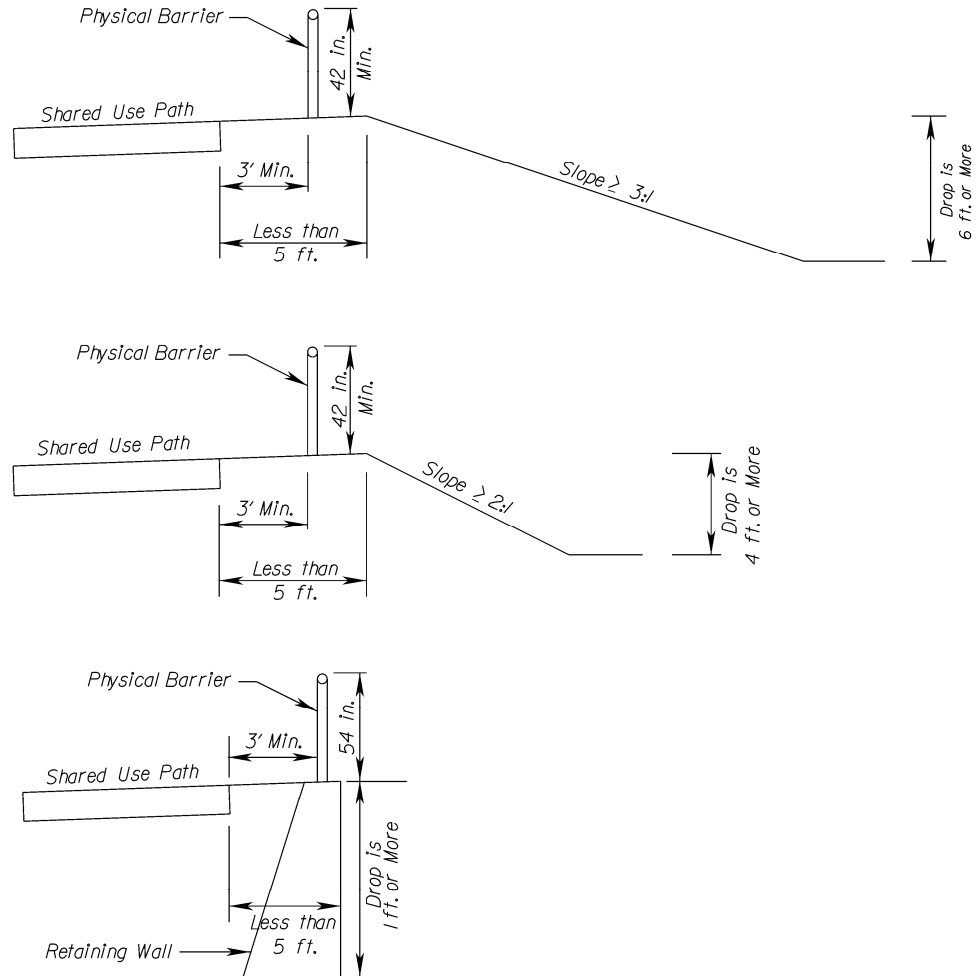 Physical Barrier
42 in.
Min.
Shared Use Path
3' Min.
Less than
5 ft.
Slope ≥ 3:1
Drop is
6 ft. or More
Physical Barrier
42 in.
Min.
Shared Use Path
3' Min.
Less than
5 ft.
Slope ≥ 2:1
Drop is
4 ft. or More
Physical Barrier
54 in.
3' Min.
Shared Use Path
Drop is
1 ft. or More
Less than
5 ft.
Retaining Wall